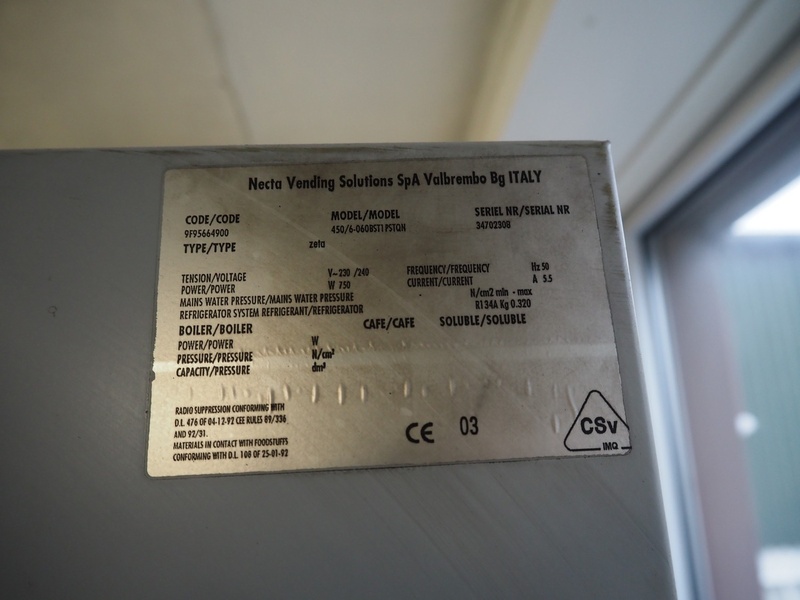 Necta Vending Solutions SpA Valbrembo Bg ITALY
CODE/CODE MODEL/MODEL SERIEL NR/SERIAL NR
9F95664900 450/6-060BST1PSTQN 34702308
TYPE/TYPE zeta
TENSION/VOLTAGE V~230 /240 FREQUENCY/FREQUENCY Hz 50
POWER/POWER W 750 CURRENT/CURRENT A 5.5
MAINS WATER PRESSURE/MAINS WATER PRESSURE N/cm2 min - max
REFRIGERATOR SYSTEM REFRIGERANT/REFRIGERATOR R134A Kg 0.320
BOILER/BOILER CAFE/CAFE SOLUBLE/SOLUBLE
POWER/POWER W
PRESSURE/PRESSURE N/cm²
CAPACITY/PRESSURE dm³
RADIO SUPPRESSION CONFORMING WITH
D.L. 476 OF 04-12-92 CEE RULES 89/336
AND 92/31.
MATERIALS IN CONTACT WITH FOODSTUFFS
CONFORMING WITH D.L. 108 OF 25-01-92
CE 03
CSv
IMQ